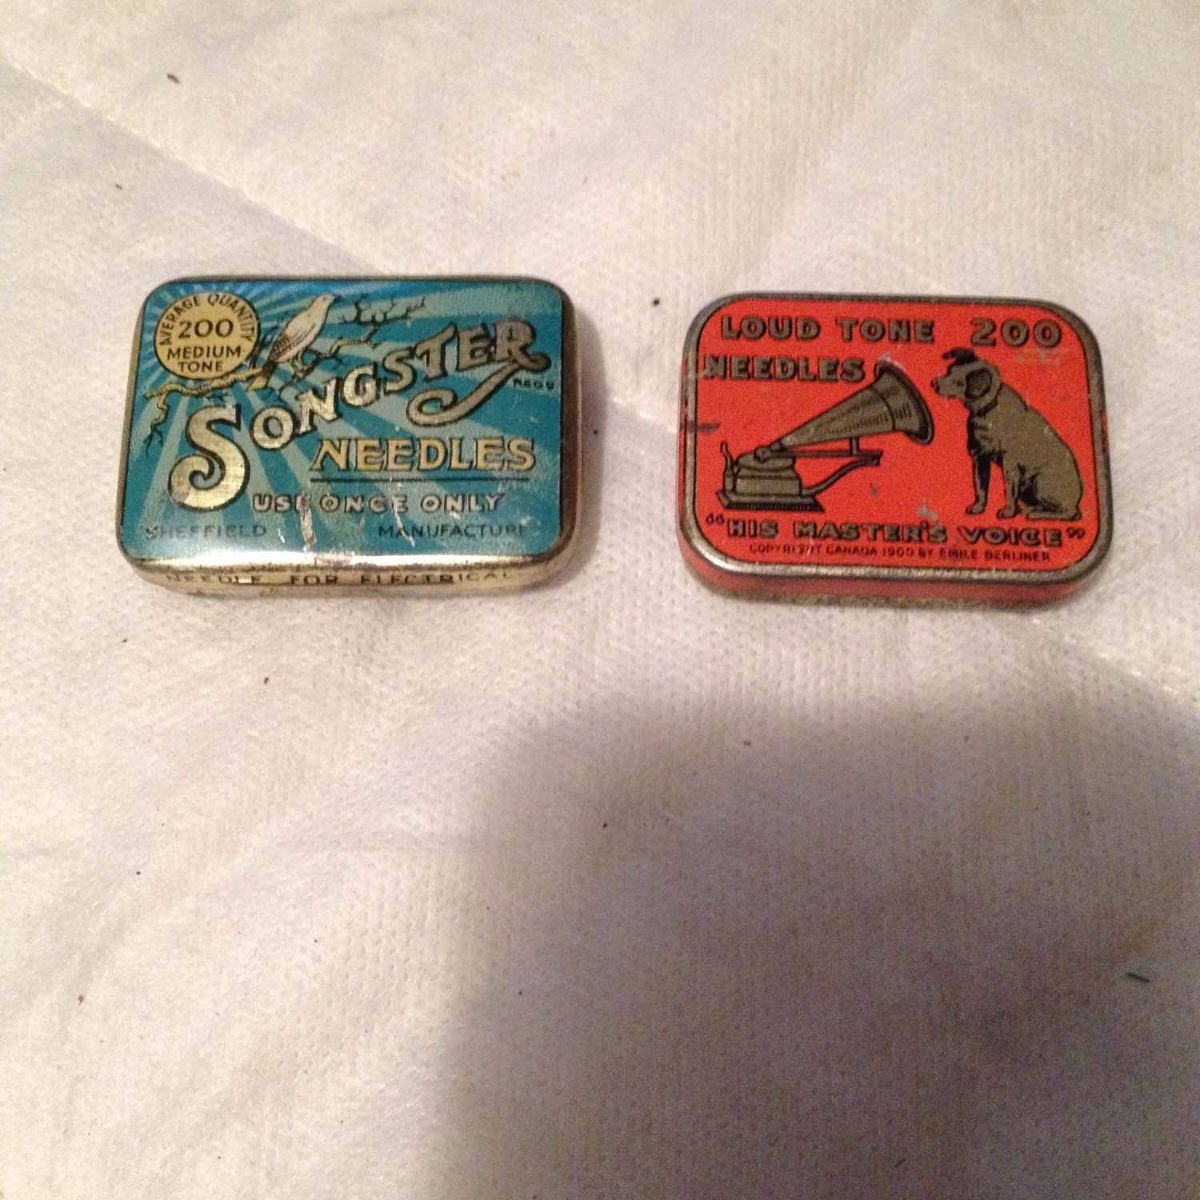 AVERAGE QUANTITY
200
MEDIUM
TONE
SONGSTER
REGD
NEEDLES
USE ONCE ONLY
SHEFFIELD MANUFACTURE
NEEDLE FOR ELECTRICAL
LOUD TONE 200
NEEDLES
"HIS MASTER'S VOICE"
COPYRIGHT CANADA 1900 BY EMILE BERLINER